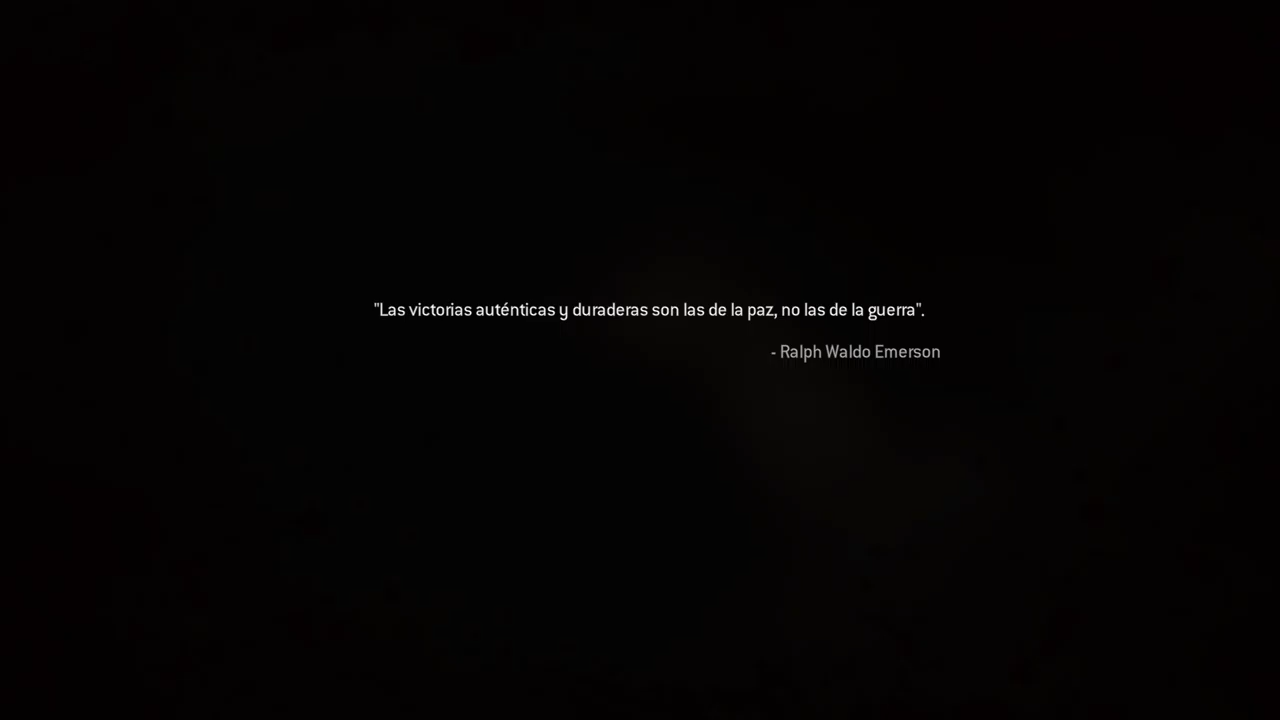 "Las victorias auténticas y duraderas son las de la paz, no las de la guerra".
- Ralph Waldo Emerson